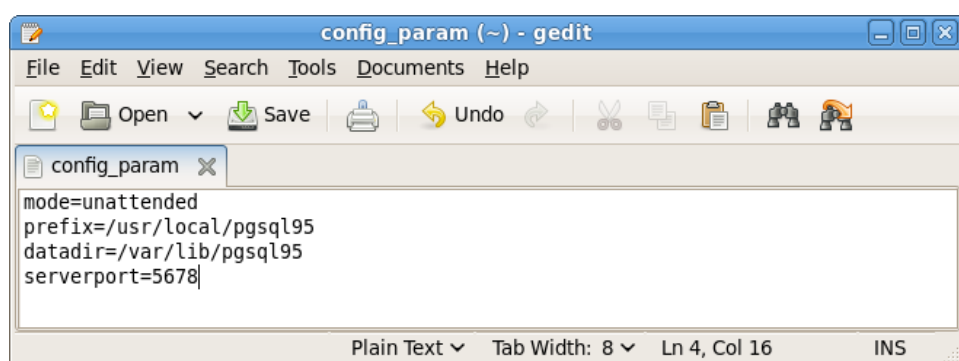 config_param (~) - gedit
File Edit View Search Tools Documents Help
Open Save Undo
config_param
mode=unattended
prefix=/usr/local/pgsql95
datadir=/var/lib/pgsql95
serverport=5678
Plain Text Tab Width: 8 Ln 4, Col 16 INS